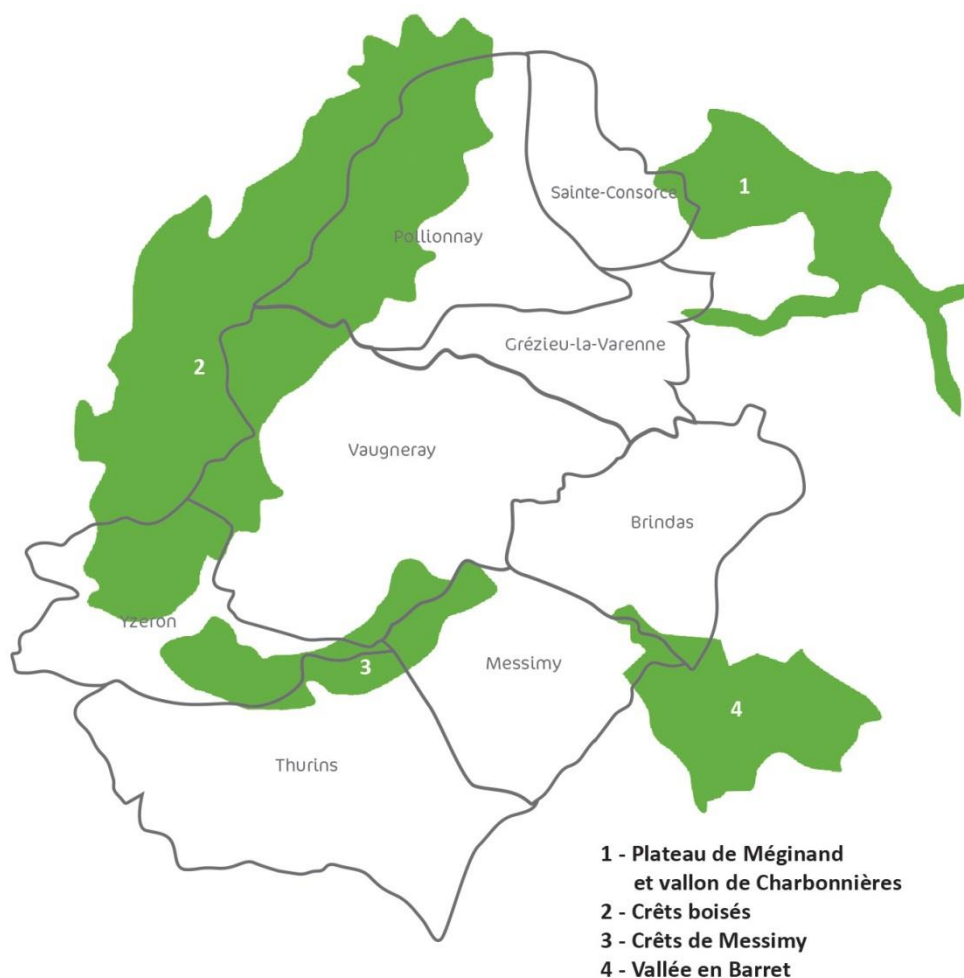 1
Sainte-Consorce
Pollionnay
Grézieu-la-Varenne
2
Vaugneray
Brindas
Yzeron
3
Messimy
4
Thurins
1 - Plateau de Méginand
et vallon de Charbonnières
2 - Crêts boisés
3 - Crêts de Messimy
4 - Vallée en Barret